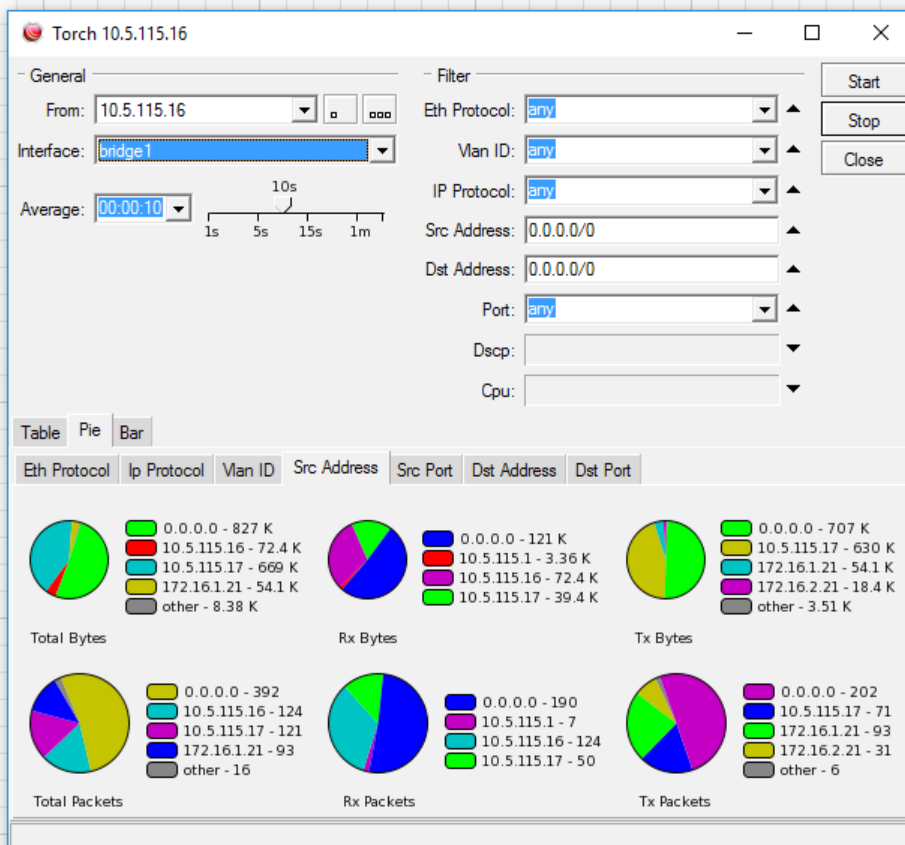 Torch 10.5.115.16
General
From: 10.5.115.16
Interface: bridge1
Average: 00:00:10
10s
1s 5s 15s 1m
Filter
Eth Protocol: any
Vlan ID: any
IP Protocol: any
Src Address: 0.0.0.0/0
Dst Address: 0.0.0.0/0
Port: any
Dscp:
Cpu:
Start
Stop
Close
Table Pie Bar
Eth Protocol Ip Protocol Vlan ID Src Address Src Port Dst Address Dst Port
0.0.0.0 - 827 K
10.5.115.16 - 72.4 K
10.5.115.17 - 669 K
172.16.1.21 - 54.1 K
other - 8.38 K
Total Bytes
0.0.0.0 - 121 K
10.5.115.1 - 3.36 K
10.5.115.16 - 72.4 K
10.5.115.17 - 39.4 K
Rx Bytes
0.0.0.0 - 707 K
10.5.115.17 - 630 K
172.16.1.21 - 54.1 K
172.16.2.21 - 18.4 K
other - 3.51 K
Tx Bytes
0.0.0.0 - 392
10.5.115.16 - 124
10.5.115.17 - 121
172.16.1.21 - 93
other - 16
Total Packets
0.0.0.0 - 190
10.5.115.1 - 7
10.5.115.16 - 124
10.5.115.17 - 50
Rx Packets
0.0.0.0 - 202
10.5.115.17 - 71
172.16.1.21 - 93
172.16.2.21 - 31
other - 6
Tx Packets